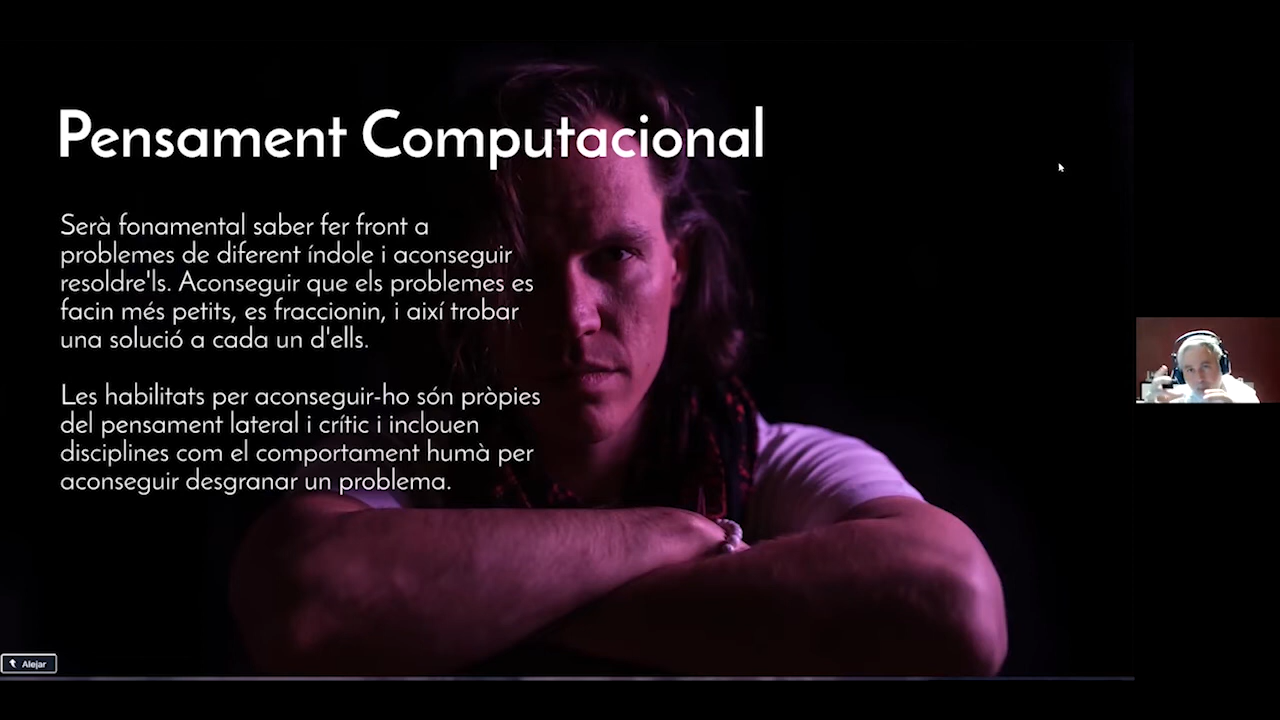 Pensament Computacional
Serà fonamental saber fer front a
problemes de diferent índole i aconseguir
resoldre'ls. Aconseguir que els problemes es
facin més petits, es fraccionin, i així trobar
una solució a cada un d'ells.
Les habilitats per aconseguir-ho són pròpies
del pensament lateral i crític i inclouen
disciplines com el comportament humà per
aconseguir desgranar un problema.
Alejar